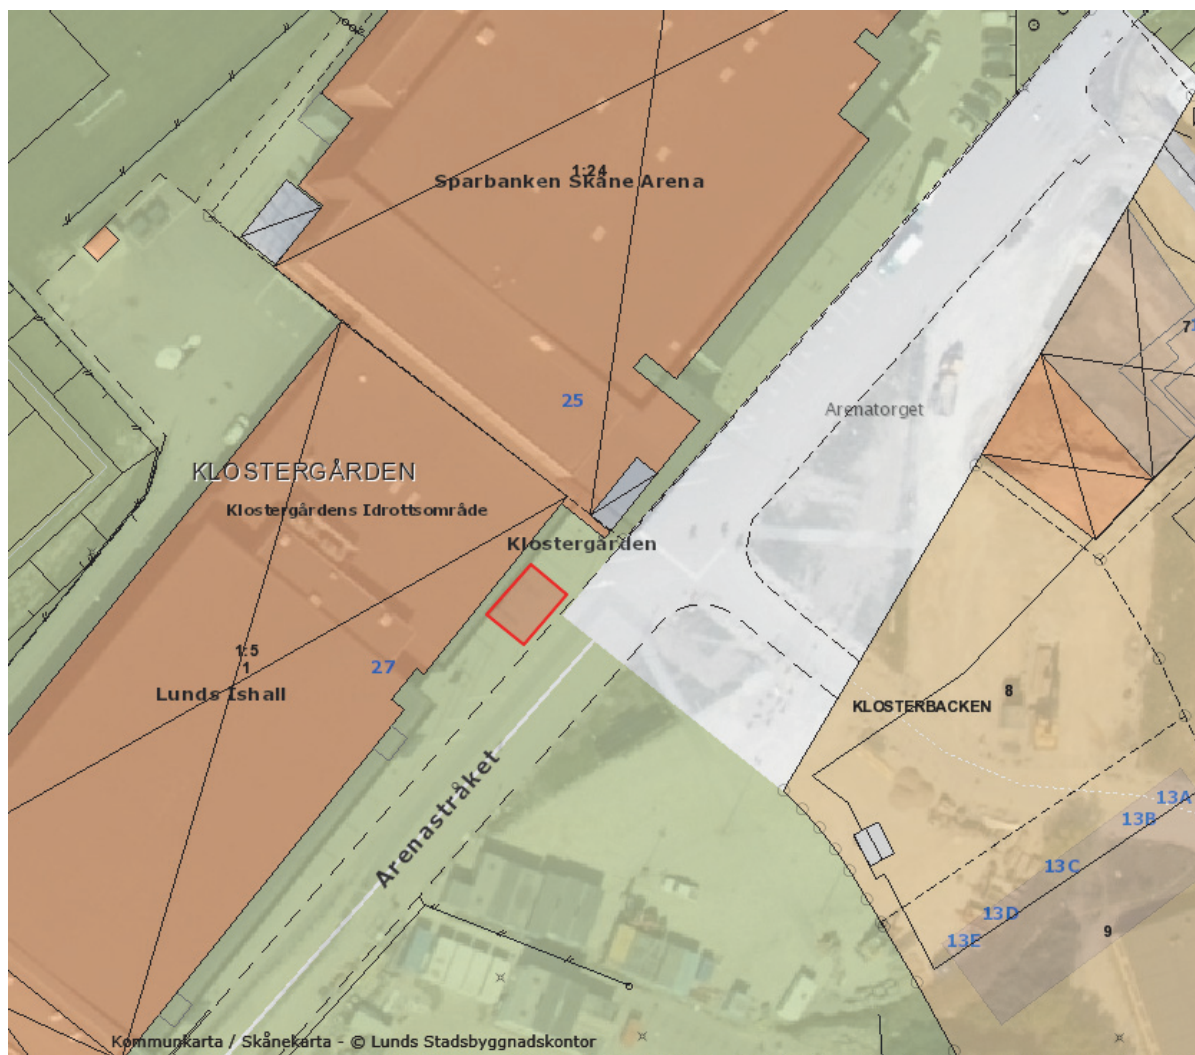 1:24
Sparbanken Skåne Arena
7
25
Arenatorget
KLOSTERGÅRDEN
Klostergårdens Idrottsområde
Klostergården
1:5
1
27
Lunds Ishall
8
KLOSTERBACKEN
Arenastråket
13A
13B
13C
13D
13E
9
Kommunkarta / Skånekarta - © Lunds Stadsbyggnadskontor